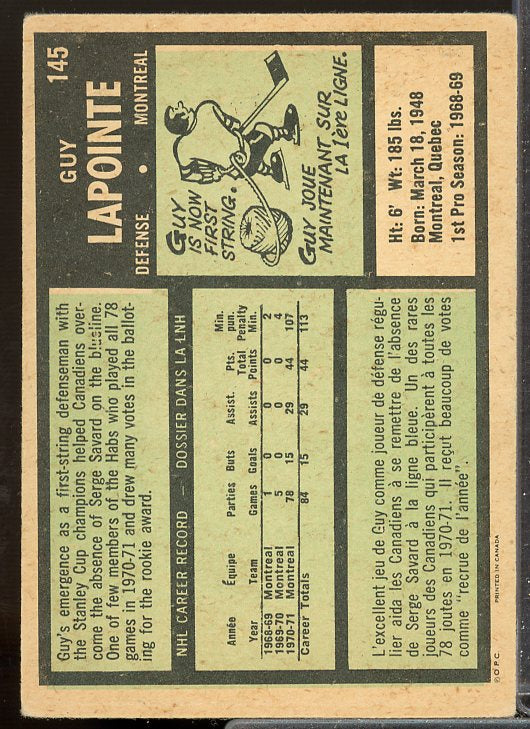 145
GUY
LAPOINTE
DEFENSE • MONTREAL
Guy's emergence as a first-string defenseman with
the Stanley Cup champions helped Canadiens over-
come the absence of Serge Savard on the blueline.
One of few members of the Habs who played all 78
games in 1970-71 and drew many votes in the ballot-
ing for the rookie award.
GUY
IS NOW
FIRST
STRING.
GUY JOUE
MAINTENANT SUR
LA 1ère LIGNE.
NHL CAREER RECORD — DOSSIER DANS LA LNH
Année Équipe Parties Buts Assist. Pts. Min. pun.
Year Team Games Goals Assists Total Points Penalty Min.
1968-69 Montreal 1 0 0 0 2
1969-70 Montreal 5 0 0 0 4
1970-71 Montreal 78 15 29 44 107
Career Totals 84 15 29 44 113
Ht: 6' Wt: 185 lbs.
Born: March 18, 1948
Montreal, Quebec
1st Pro Season: 1968-69
L'excellent jeu de Guy comme joueur de défense régu-
lier aida les Canadiens à se remettre de l'absence
de Serge Savard à la ligne bleue. Un des rares
joueurs des Canadiens qui participèrent à toutes les
78 joutes en 1970-71. Il reçut beaucoup de votes
comme "recrue de l'année".
© O.P.C. PRINTED IN CANADA